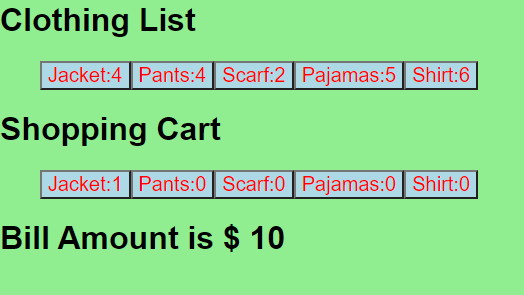 Clothing List
Jacket:4 Pants:4 Scarf:2 Pajamas:5 Shirt:6
Shopping Cart
Jacket:1 Pants:0 Scarf:0 Pajamas:0 Shirt:0
Bill Amount is $ 10